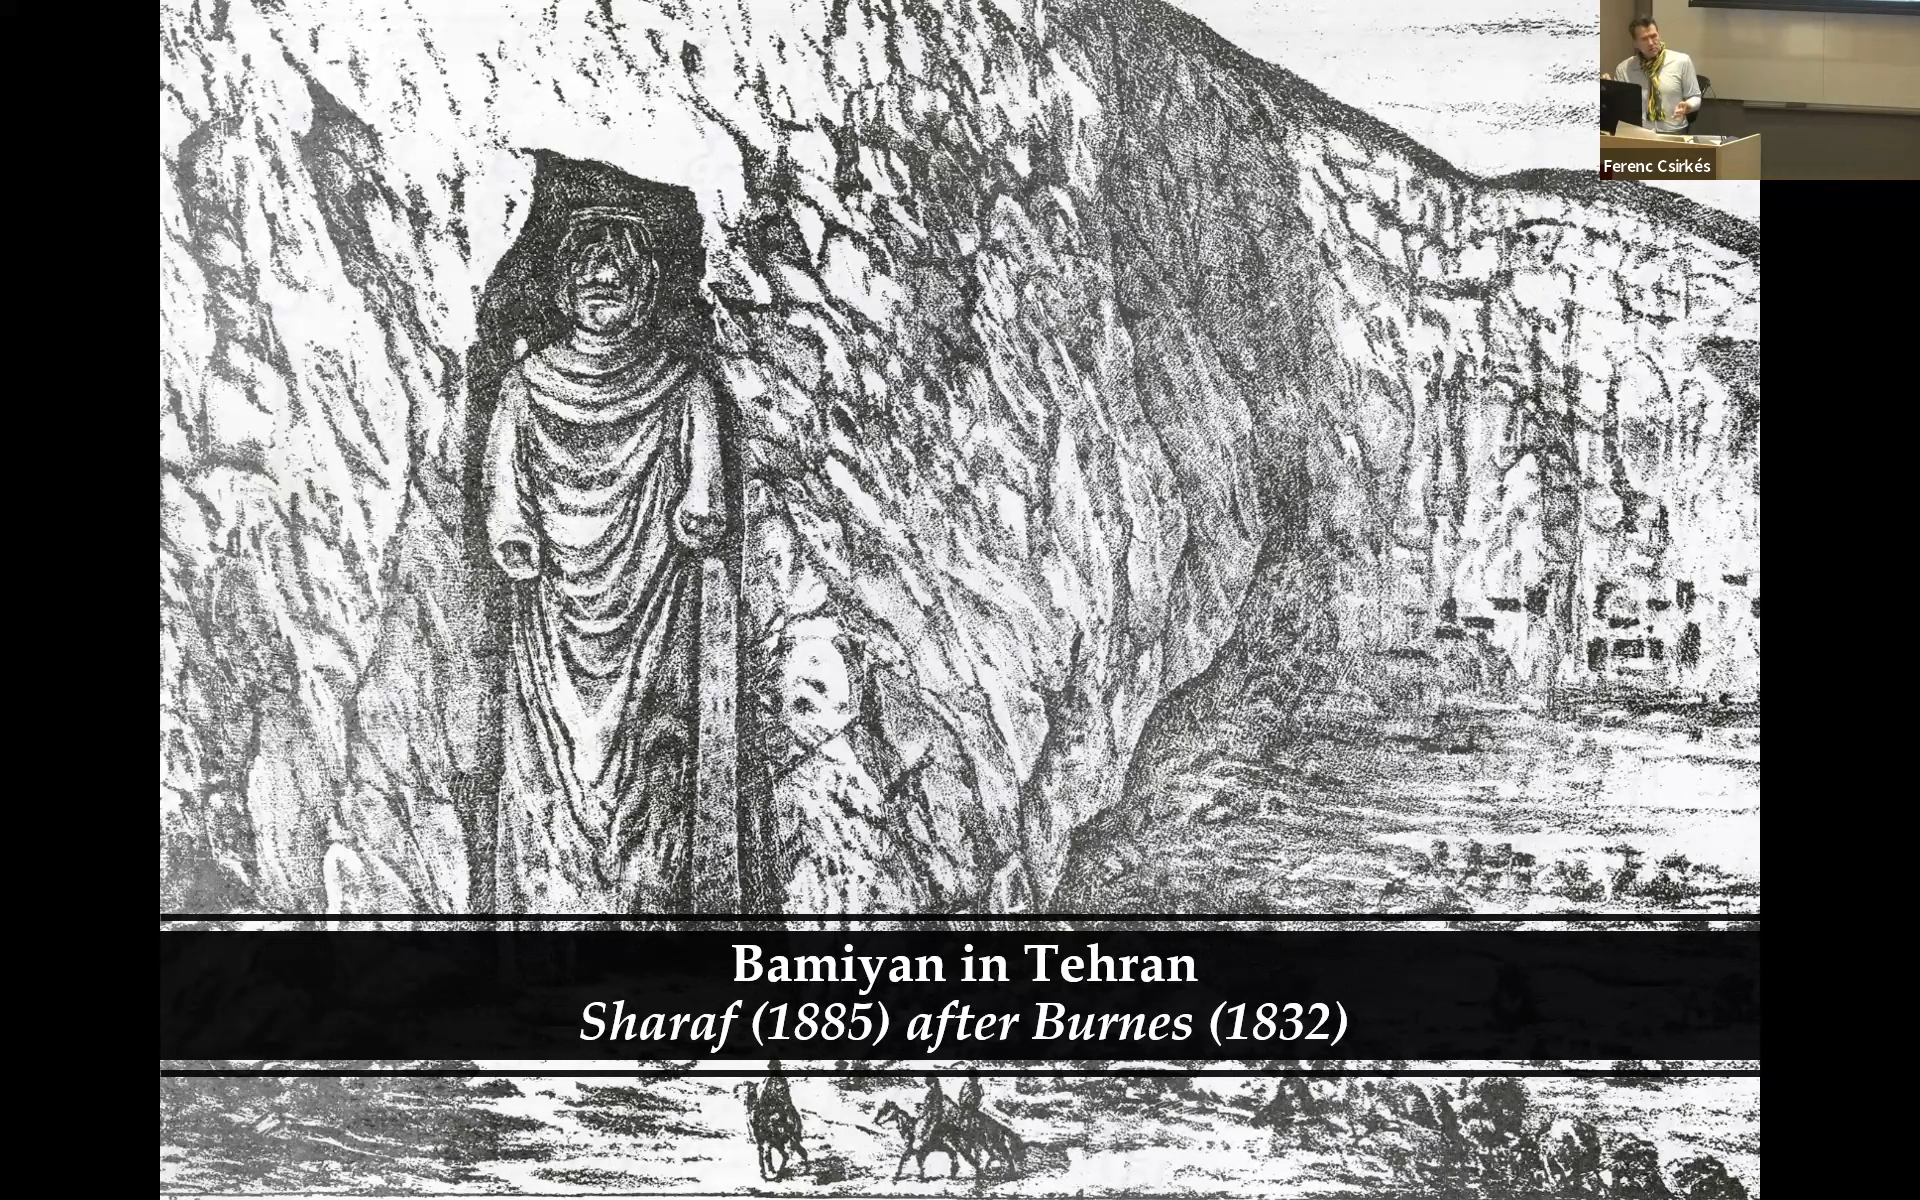 Ferenc Csirkés
Bamiyan in Tehran
Sharaf (1885) after Burnes (1832)